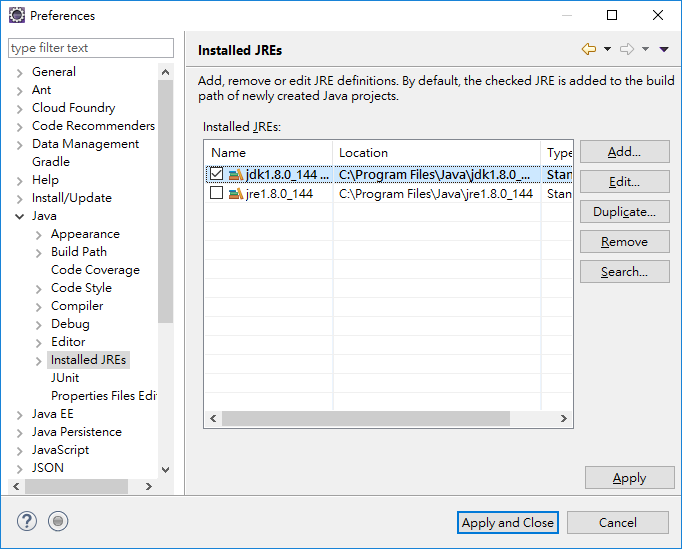 Preferences
type filter text
General
Ant
Cloud Foundry
Code Recommenders
Data Management
Gradle
Help
Install/Update
Java
Appearance
Build Path
Code Coverage
Code Style
Compiler
Debug
Editor
Installed JREs
JUnit
Properties Files Edi
Java EE
Java Persistence
JavaScript
JSON
Installed JREs
Add, remove or edit JRE definitions. By default, the checked JRE is added to the build
path of newly created Java projects.
Installed JREs:
Name Location Type
jdk1.8.0_144 ... C:\Program Files\Java\jdk1.8.0_... Stan
jre1.8.0_144 C:\Program Files\Java\jre1.8.0_144 Stan
Add...
Edit...
Duplicate...
Remove
Search...
Apply
?
Apply and Close
Cancel